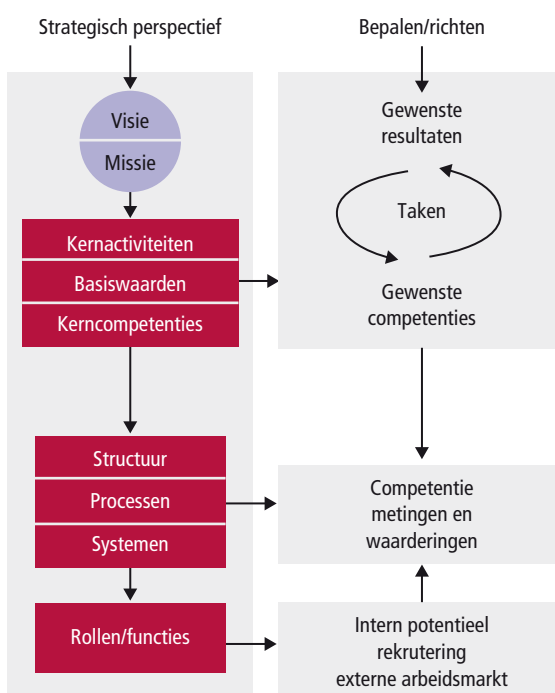 Strategisch perspectief
Visie
Missie
Kernactiviteiten
Basiswaarden
Kerncompetenties
Structuur
Processen
Systemen
Rollen/functies
Bepalen/richten
Gewenste
resultaten
Taken
Gewenste
competenties
Competentie
metingen en
waarderingen
Intern potentieel
rekrutering
externe arbeidsmarkt